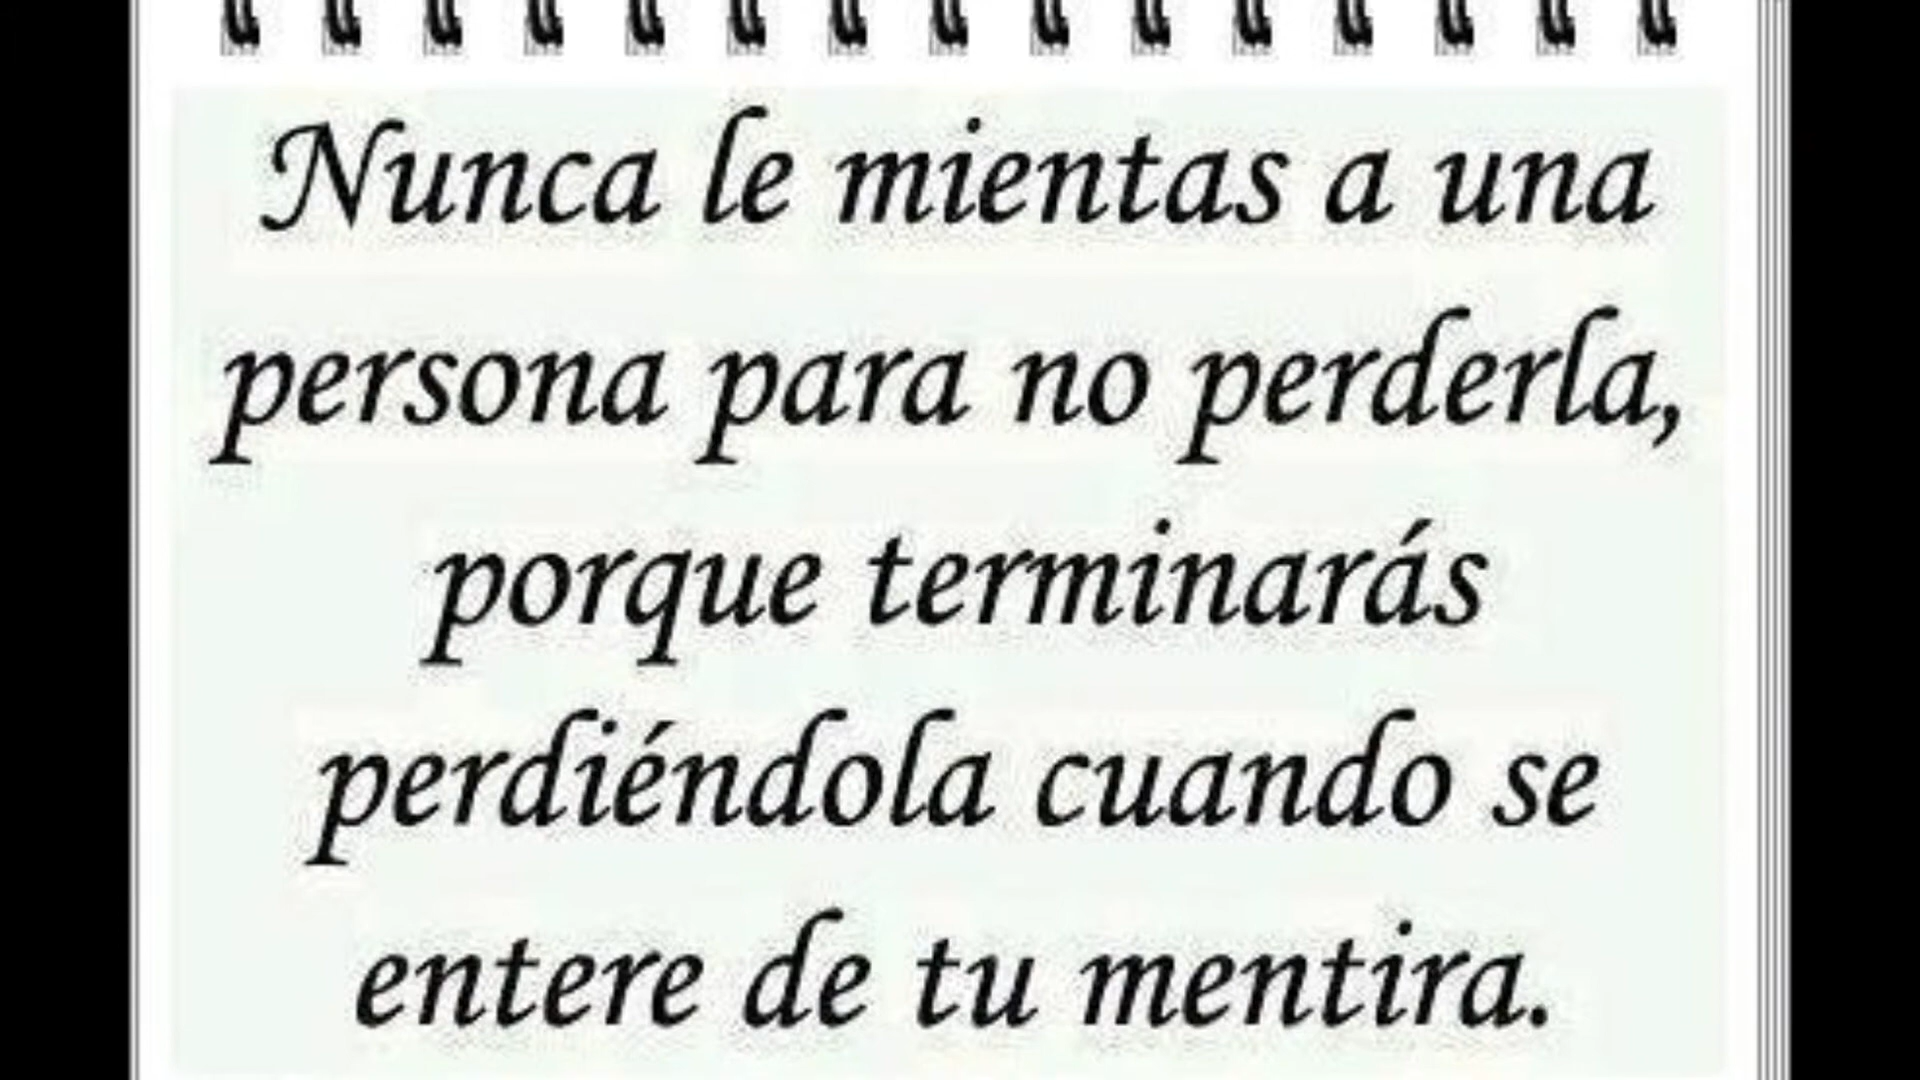 Nunca le mientas a una
persona para no perderla,
porque terminarás
perdiéndola cuando se
entere de tu mentira.